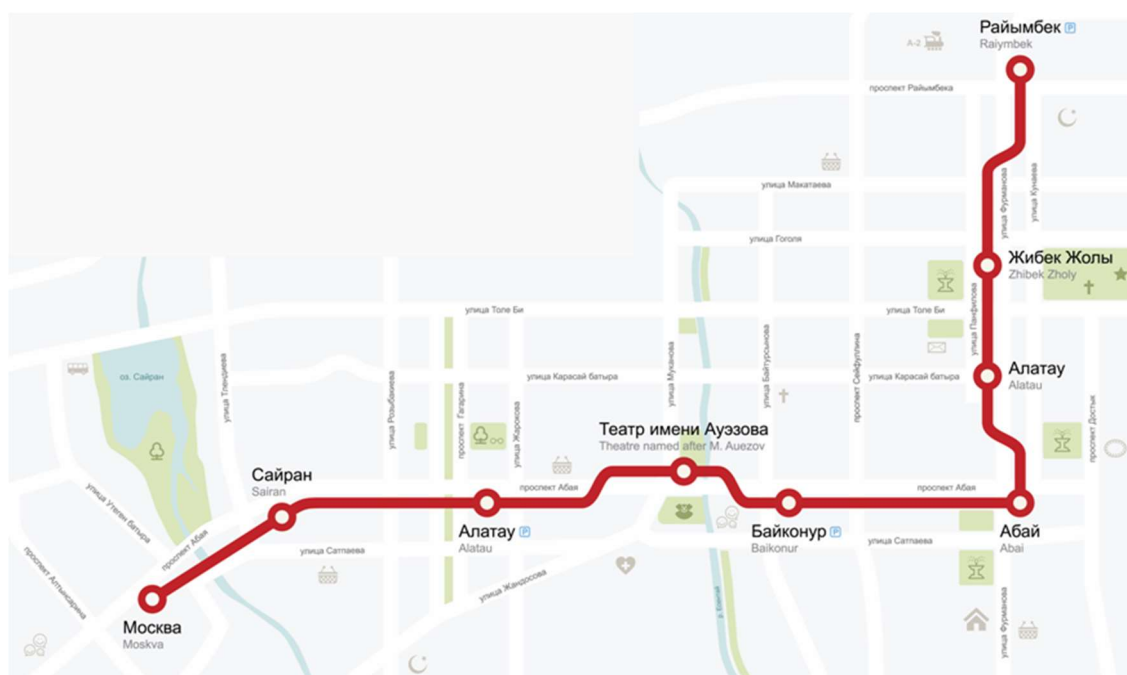 Райымбек P
Raiymbek
А-2
проспект Райымбека
улица Макатаева
улица Фурманова
улица Кунаева
улица Гоголя
Жибек Жолы
Zhibek Zholy
улица Толе Би
улица Толе Би
улица Панфилова
оз. Сайран
улица Тлендиева
улица Розыбакиева
проспект Гагарина
улица Жарокова
улица Карасай батыра
улица Муканова
улица Байтурсынова
проспект Сейфуллина
улица Карасай батыра
Алатау
Alatau
проспект Достык
Театр имени Ауэзова
Theatre named after M. Auezov
Сайран
Sairan
проспект Абая
проспект Абая
улица Утеген батыра
проспект Абая
Алатау P
Alatau
Байконур P
Baikonur
Абай
Abai
улица Сатпаева
улица Сатпаева
проспект Алтынсарина
улица Жандосова
Москва
Moskva
улица Фурманова